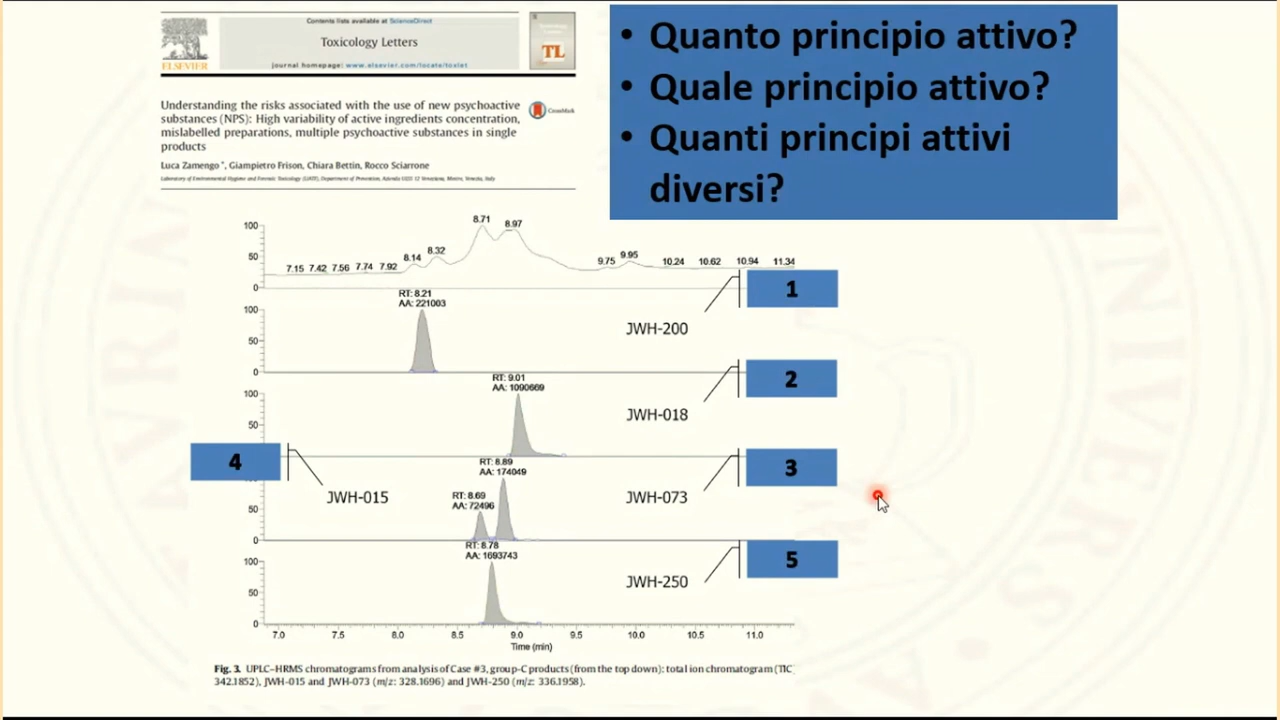 Contents lists available at ScienceDirect
Toxicology Letters
journal homepage: www.elsevier.com/locate/toxlet
ELSEVIER
TL
Understanding the risks associated with the use of new psychoactive
substances (NPS): High variability of active ingredients concentration,
mislabelled preparations, multiple psychoactive substances in single
products
CrossMark
Luca Zamengo *, Giampietro Frison, Chiara Bettin, Rocco Sciarrone
Laboratory of Environmental Hygiene and Forensic Toxicology (LIATF), Department of Prevention, Azienda ULSS 12 Veneziana, Mestre, Venezia, Italy
• Quanto principio attivo?
• Quale principio attivo?
• Quanti principi attivi
diversi?
100
50
0
7.15 7.42 7.56 7.74 7.92 8.14 8.32 8.71 8.97 9.75 9.95 10.24 10.62 10.94 11.34
1
JWH-200
RT: 8.21
AA: 221003
100
50
0
2
JWH-018
RT: 9.01
AA: 1090669
100
50
4
JWH-015
3
JWH-073
RT: 8.89
AA: 174049
RT: 8.69
AA: 72496
50
0
5
JWH-250
RT: 8.78
AA: 1693743
100
50
0
7.0 7.5 8.0 8.5 9.0 9.5 10.0 10.5 11.0
Time (min)
Fig. 3. UPLC–HRMS chromatograms from analysis of Case #3, group-C products (from the top down): total ion chromatogram (TIC
342.1852), JWH-015 and JWH-073 (m/z: 328.1696) and JWH-250 (m/z: 336.1958).